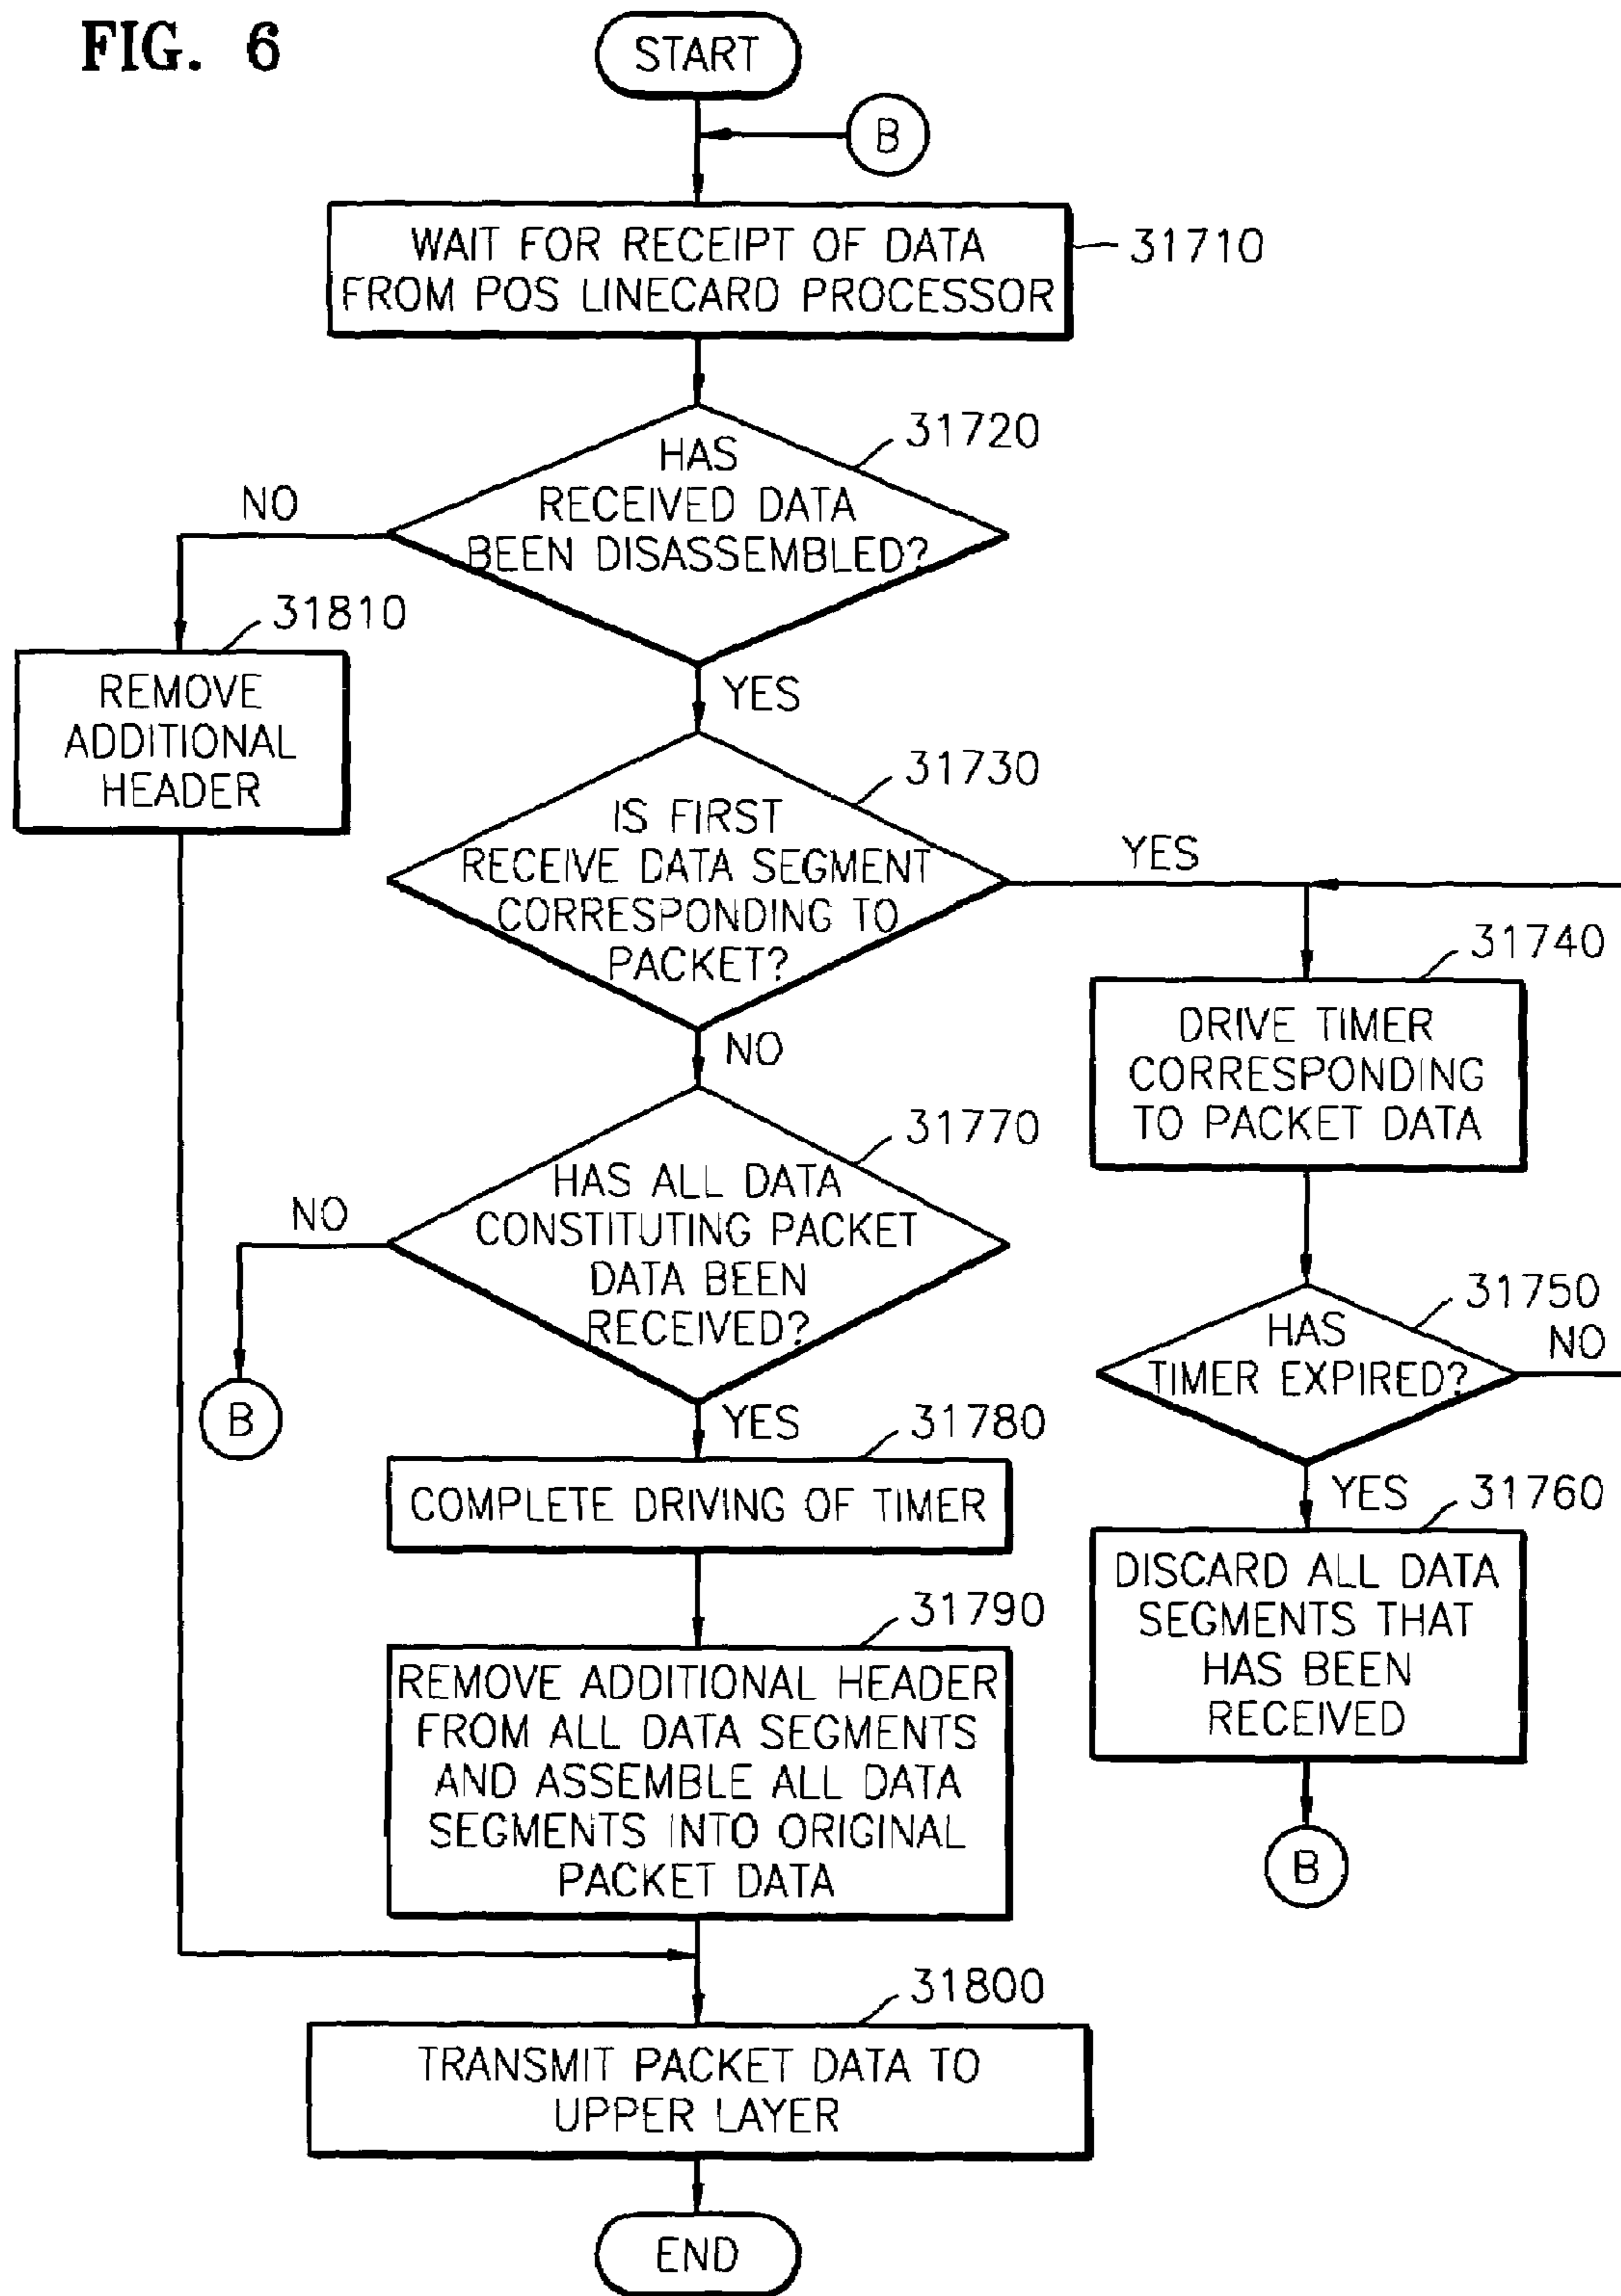 FIG. 6
START
B
WAIT FOR RECEIPT OF DATA
FROM POS LINECARD PROCESSOR
31710
31720
HAS
RECEIVED DATA
BEEN DISASSEMBLED?
NO
31810
REMOVE
ADDITIONAL
HEADER
YES
31730
IS FIRST
RECEIVE DATA SEGMENT
CORRESPONDING TO
PACKET?
YES
31740
DRIVE TIMER
CORRESPONDING
TO PACKET DATA
NO
31770
HAS ALL DATA
CONSTITUTING PACKET
DATA BEEN
RECEIVED?
NO
B
31750
HAS
TIMER EXPIRED?
NO
YES
31780
COMPLETE DRIVING OF TIMER
YES
31760
DISCARD ALL DATA
SEGMENTS THAT
HAS BEEN
RECEIVED
B
31790
REMOVE ADDITIONAL HEADER
FROM ALL DATA SEGMENTS
AND ASSEMBLE ALL DATA
SEGMENTS INTO ORIGINAL
PACKET DATA
31800
TRANSMIT PACKET DATA TO
UPPER LAYER
END